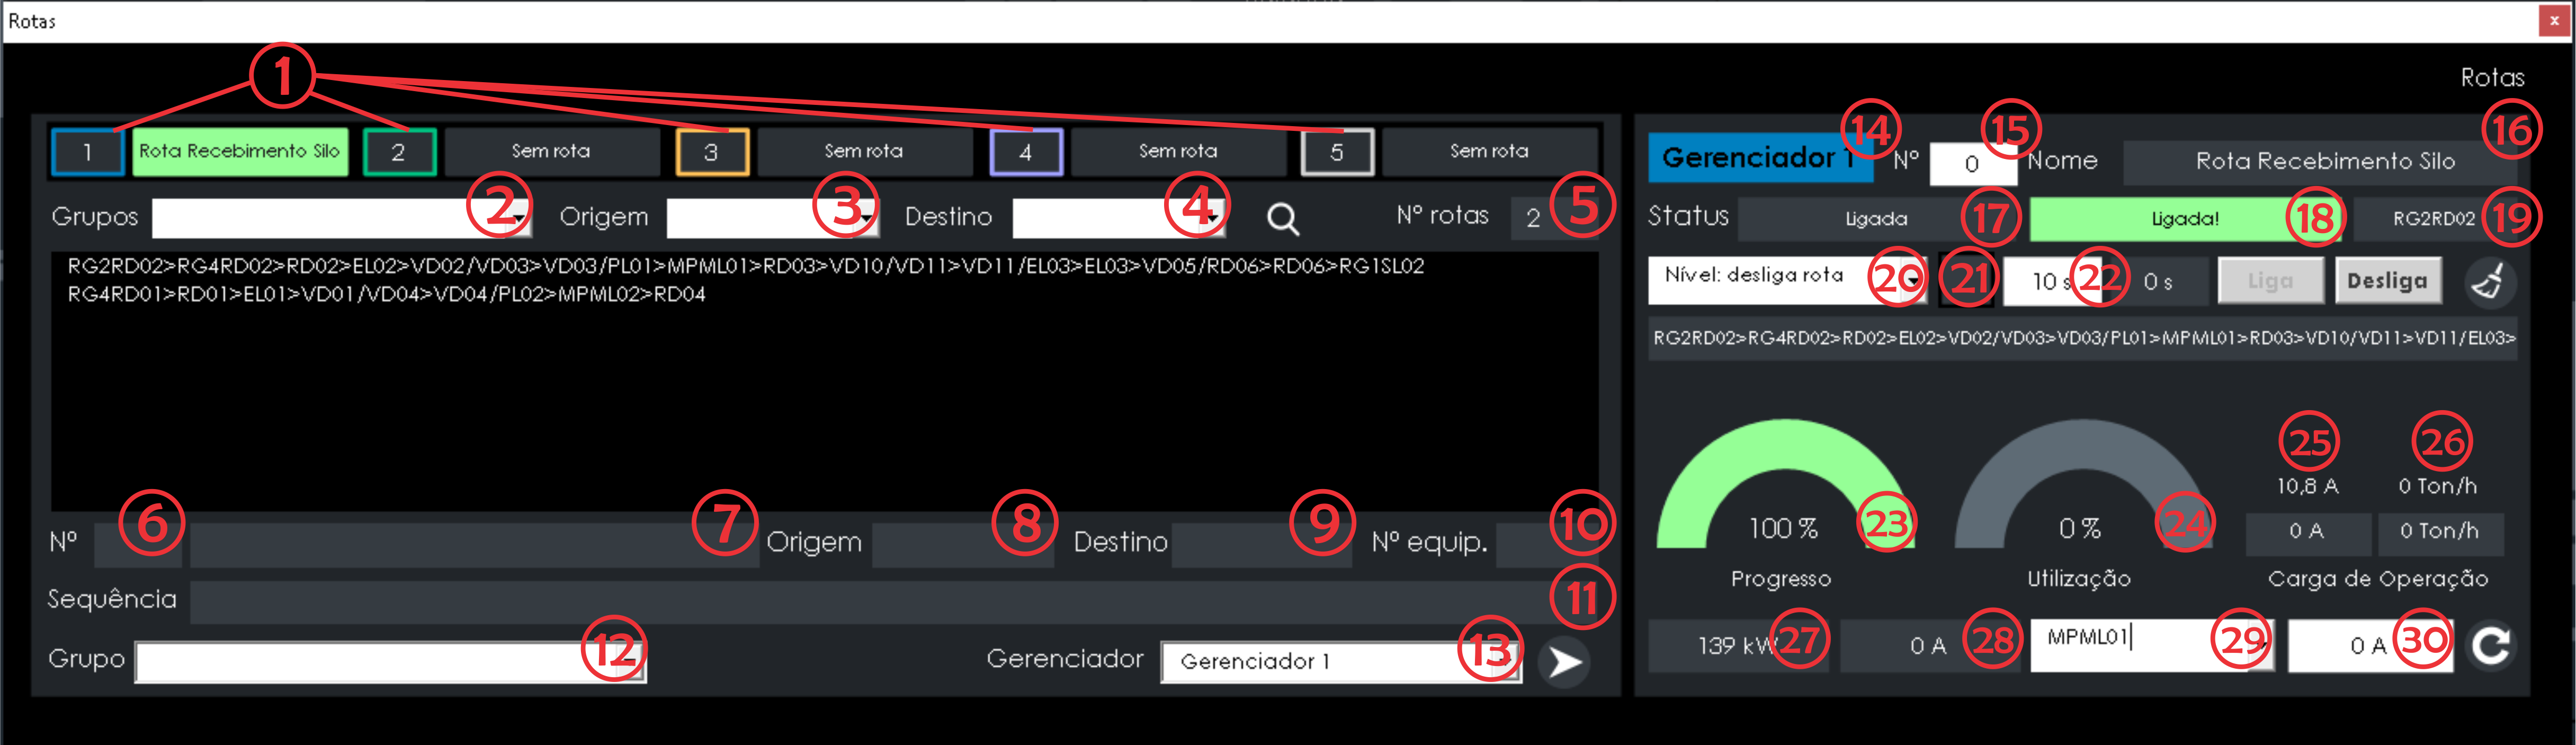 Rotas
x
Rotas
1
1 Rota Recebimento Silo 2 Sem rota 3 Sem rota 4 Sem rota 5 Sem rota
Grupos 2 Origem 3 Destino 4 Nº rotas 2 5
RG2RD02>RG4RD02>RD02>EL02>VD02/VD03>VD03/PL01>MPML01>RD03>VD10/VD11>VD11/EL03>EL03>VD05/RD06>RD06>RG1SL02
RG4RD01>RD01>EL01>VD01/VD04>VD04/PL02>MPML02>RD04
Nº 6 7 Origem 8 Destino 9 Nº equip. 10
Sequência 11
Grupo 12 Gerenciador Gerenciador 1 13
14 15 16
Gerenciador 1 Nº 0 Nome Rota Recebimento Silo
Status Ligada 17 Ligada! 18 RG2RD02 19
Nível: desliga rota 20 21 10 s 22 0 s Liga Desliga
RG2RD02>RG4RD02>RD02>EL02>VD02/VD03>VD03/PL01>MPML01>RD03>VD10/VD11>VD11/EL03>
25 26
10,8 A 0 Ton/h
100 % 23 0 % 24 0 A 0 Ton/h
Progresso Utilização Carga de Operação
139 kW 27 0 A 28 MPML01 29 0 A 30